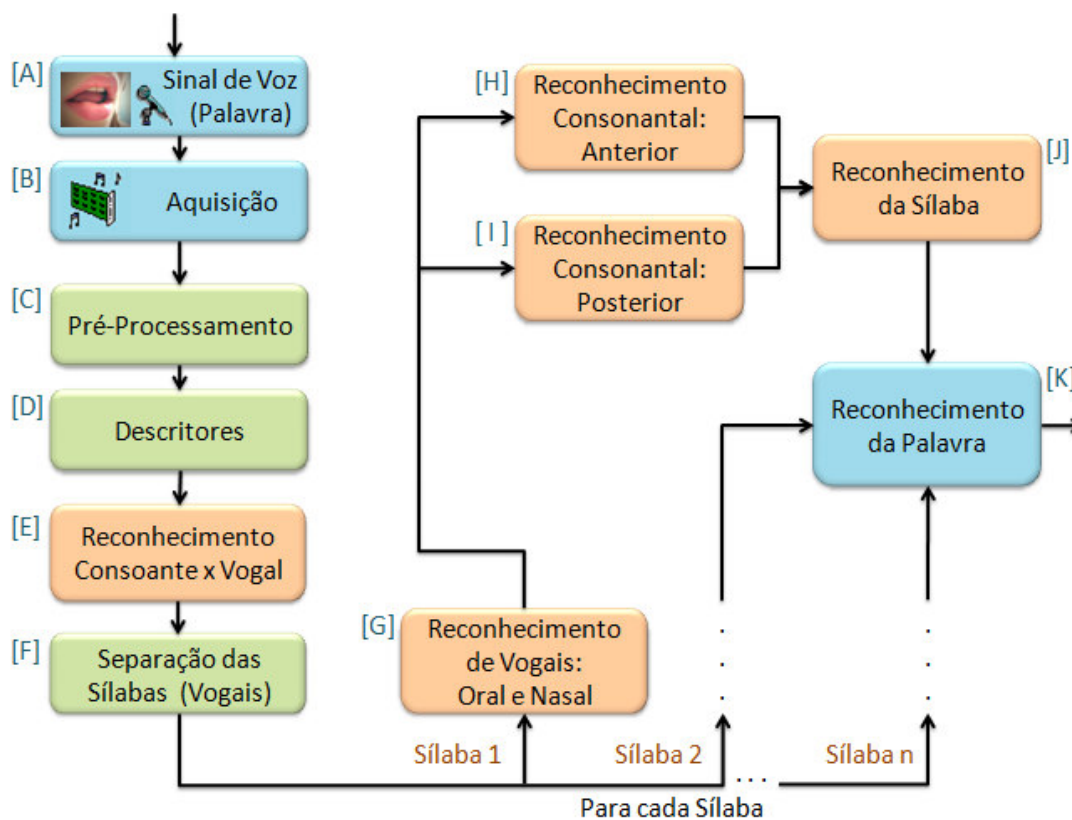 [A]
Sinal de Voz
(Palavra)
[B]
Aquisição
[C]
Pré-Processamento
[D]
Descritores
[E]
Reconhecimento
Consoante x Vogal
[F]
Separação das
Sílabas (Vogais)
[G]
Reconhecimento
de Vogais:
Oral e Nasal
[H]
Reconhecimento
Consonantal:
Anterior
[ I ]
Reconhecimento
Consonantal:
Posterior
[J]
Reconhecimento
da Sílaba
[K]
Reconhecimento
da Palavra
Sílaba 1
Sílaba 2
. . .
Sílaba n
Para cada Sílaba